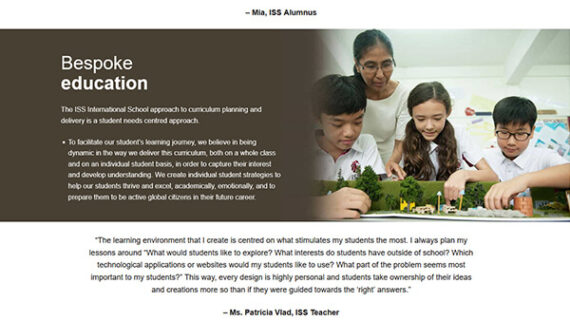 – Mia, ISS Alumnus
Bespoke
education
The ISS International School approach to curriculum planning and
delivery is a student needs centred approach.
• To facilitate our student's learning journey, we believe in being
dynamic in the way we deliver this curriculum, both on a whole class
and on an individual student basis, in order to capture their interest
and develop understanding. We create individual student strategies to
help our students thrive and excel, academically, emotionally, and to
prepare them to be active global citizens in their future career.
“The learning environment that I create is centred on what stimulates my students the most. I always plan my
lessons around “What would students like to explore? What interests do students have outside of school? Which
technological applications or websites would my students like to use? What part of the problem seems most
important to my students?” This way, every design is highly personal and students take ownership of their ideas
and creations more so than if they were guided towards the ‘right’ answers.”
– Ms. Patricia Vlad, ISS Teacher